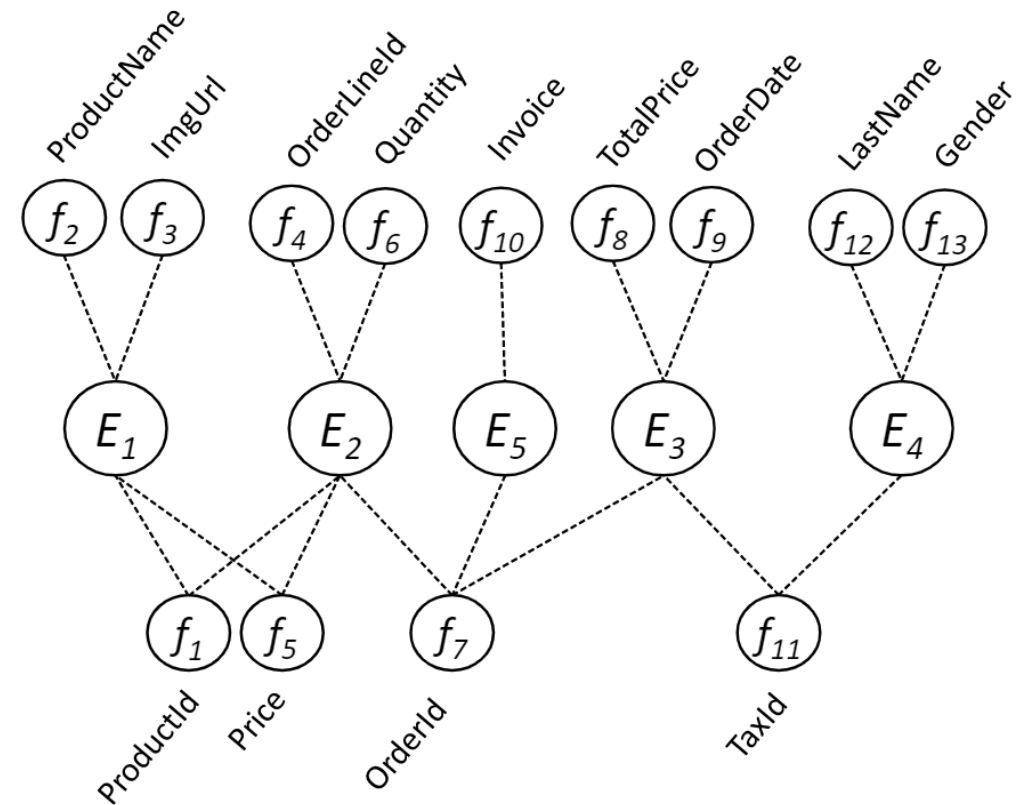 ProductName
ImgUrl
OrderLineId
Quantity
Invoice
TotalPrice
OrderDate
LastName
Gender
f2
f3
f4
f6
f10
f8
f9
f12
f13
E1
E2
E5
E3
E4
f1
f5
f7
f11
ProductId
Price
OrderId
TaxId